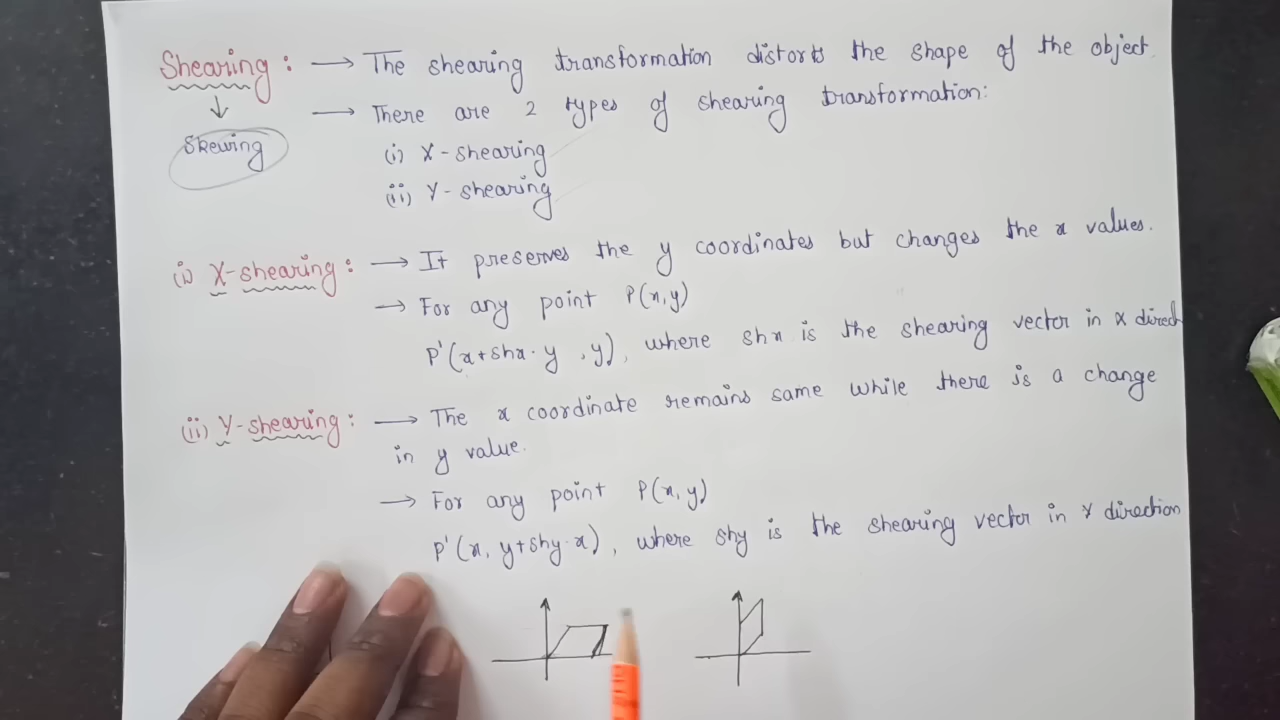 Shearing : → The shearing transformation distorts the shape of the object.
↓ → There are 2 types of shearing transformation:
Skewing
(i) X-shearing
(ii) Y-shearing
(i) X-shearing : → It preserves the y coordinates but changes the x values.
→ For any point P(x,y)
P'(x+shx·y ,y), where shx is the shearing vector in X direct
(ii) Y-shearing : → The x coordinate remains same while there is a change
in y value.
→ For any point P(x,y)
P'(x, y+shy·x), where shy is the shearing vector in Y direction